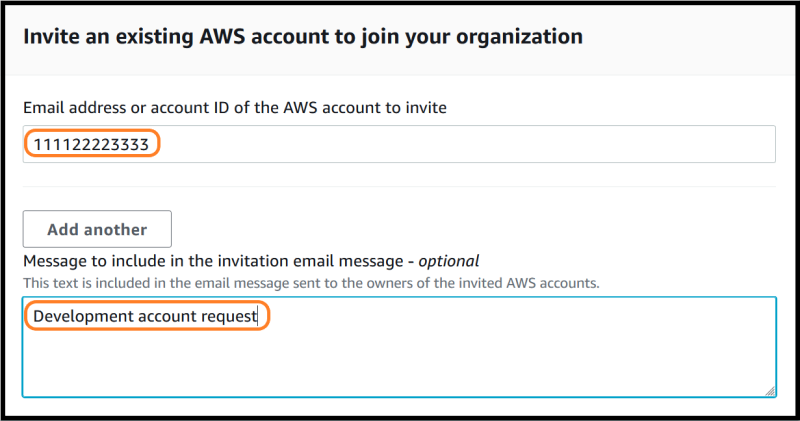 Invite an existing AWS account to join your organization
Email address or account ID of the AWS account to invite
111122223333
Add another
Message to include in the invitation email message - optional
This text is included in the email message sent to the owners of the invited AWS accounts.
Development account request